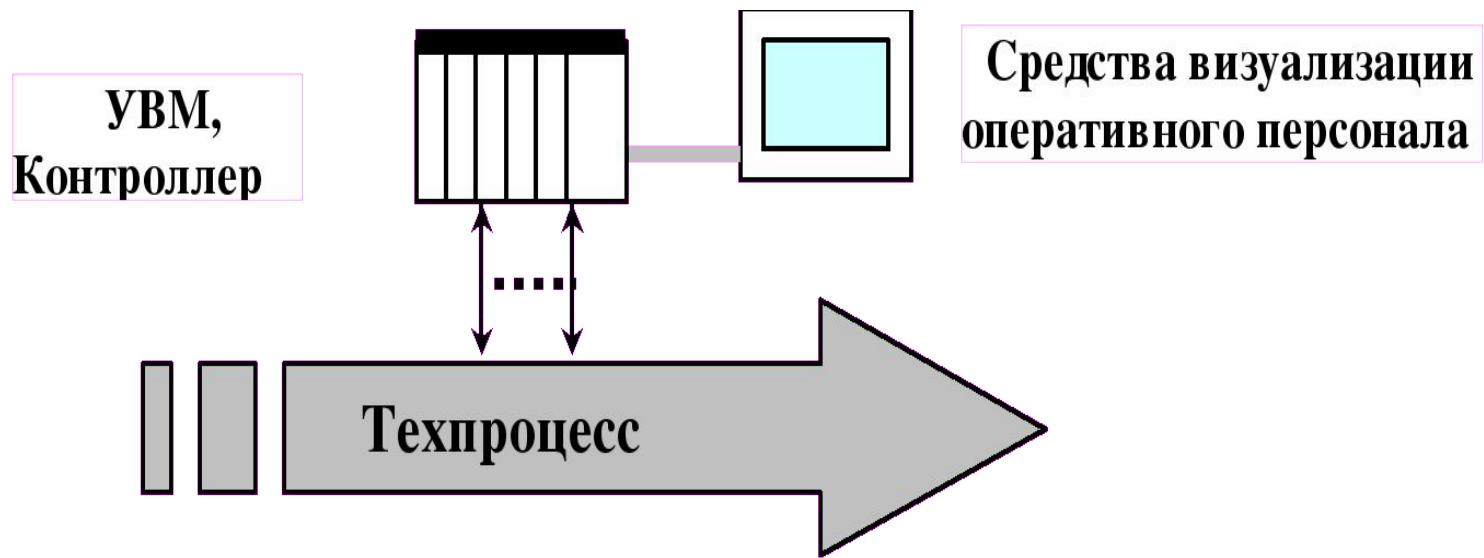 УВМ,
Контроллер
Средства визуализации
оперативного персонала
Техпроцесс